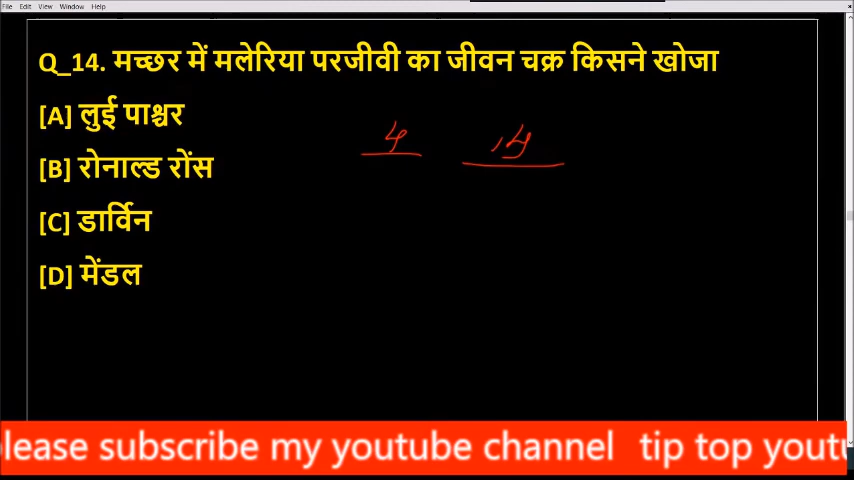 File Edit View Window Help
Q_14. मच्छर में मलेरिया परजीवी का जीवन चक्र किसने खोजा
[A] लुई पाश्चर
4 14
[B] रोनाल्ड रोंस
[C] डार्विन
[D] मेंडल
lease subscribe my youtube channel tip top youtu